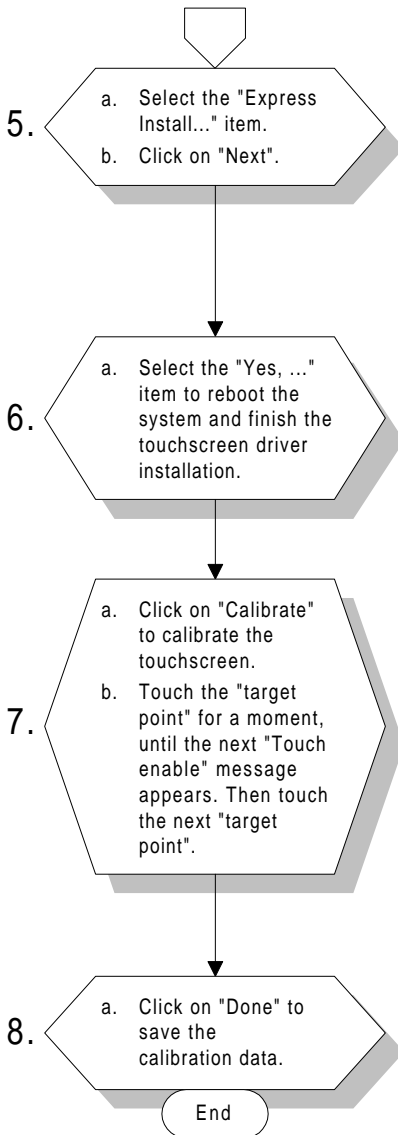 5.
a. Select the "Express
Install..." item.
b. Click on "Next".
6.
a. Select the "Yes, ..."
item to reboot the
system and finish the
touchscreen driver
installation.
7.
a. Click on "Calibrate"
to calibrate the
touchscreen.
b. Touch the "target
point" for a moment,
until the next "Touch
enable" message
appears. Then touch
the next "target
point".
8.
a. Click on "Done" to
save the
calibration data.
End